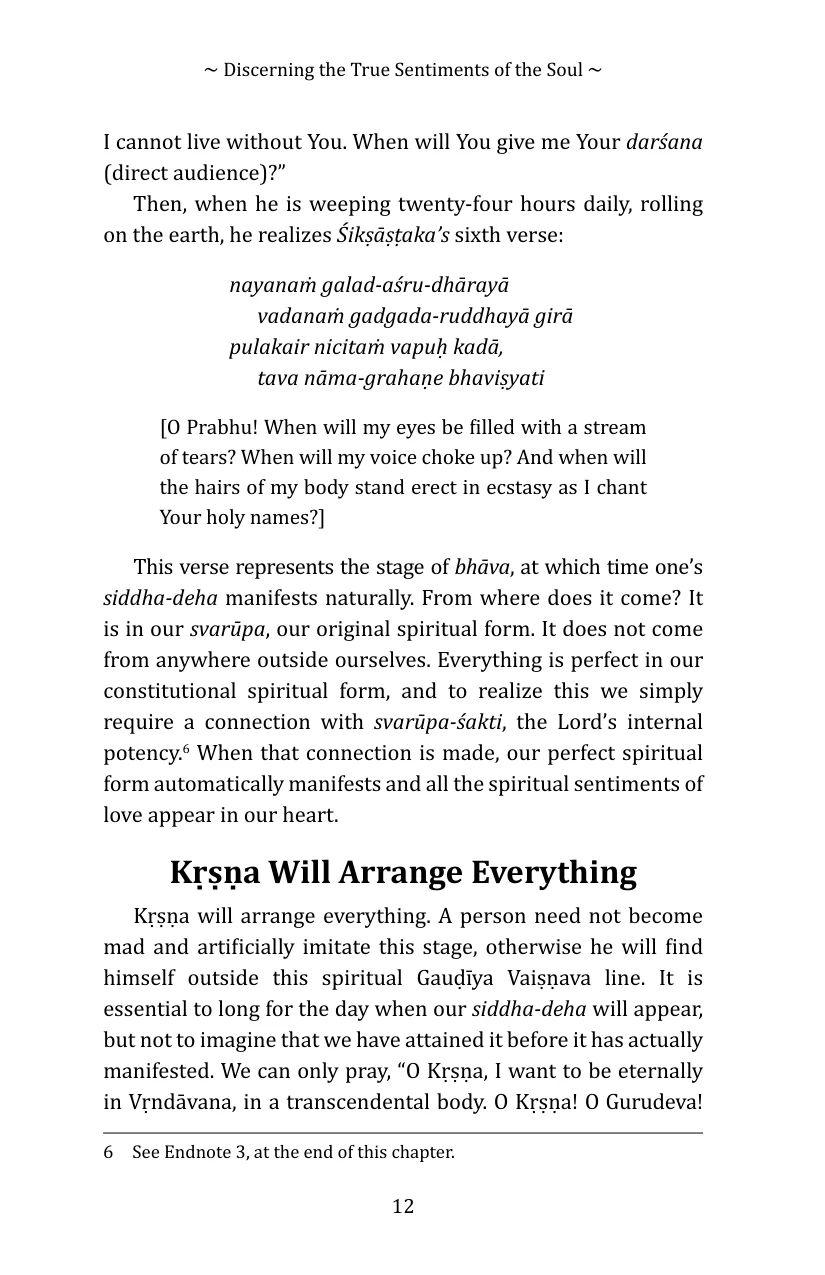 ~ Discerning the True Sentiments of the Soul ~
I cannot live without You. When will You give me Your darśana
(direct audience)?”
Then, when he is weeping twenty-four hours daily, rolling
on the earth, he realizes Śikṣāṣṭaka’s sixth verse:
nayanaṁ galad-aśru-dhārayā
vadanaṁ gadgada-ruddhayā girā
pulakair nicitaṁ vapuḥ kadā,
tava nāma-grahaṇe bhaviṣyati
[O Prabhu! When will my eyes be filled with a stream
of tears? When will my voice choke up? And when will
the hairs of my body stand erect in ecstasy as I chant
Your holy names?]
This verse represents the stage of bhāva, at which time one’s
siddha-deha manifests naturally. From where does it come? It
is in our svarūpa, our original spiritual form. It does not come
from anywhere outside ourselves. Everything is perfect in our
constitutional spiritual form, and to realize this we simply
require a connection with svarūpa-śakti, the Lord’s internal
potency.6 When that connection is made, our perfect spiritual
form automatically manifests and all the spiritual sentiments of
love appear in our heart.
Kṛṣṇa Will Arrange Everything
Kṛṣṇa will arrange everything. A person need not become
mad and artificially imitate this stage, otherwise he will find
himself outside this spiritual Gauḍīya Vaiṣṇava line. It is
essential to long for the day when our siddha-deha will appear,
but not to imagine that we have attained it before it has actually
manifested. We can only pray, “O Kṛṣṇa, I want to be eternally
in Vṛndāvana, in a transcendental body. O Kṛṣṇa! O Gurudeva!
6 See Endnote 3, at the end of this chapter.
12